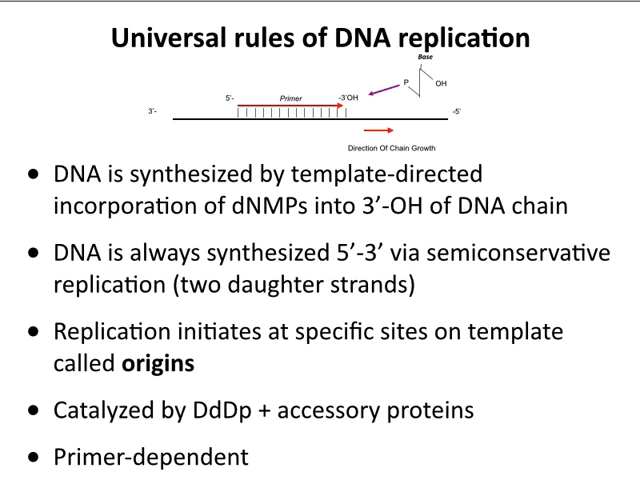 Universal rules of DNA replication
Base
P
OH
5'-
Primer
-3'OH
3'-
-5'
Direction Of Chain Growth
• DNA is synthesized by template-directed
incorporation of dNMPs into 3’-OH of DNA chain
• DNA is always synthesized 5’-3’ via semiconservative
replication (two daughter strands)
• Replication initiates at specific sites on template
called origins
• Catalyzed by DdDp + accessory proteins
• Primer-dependent